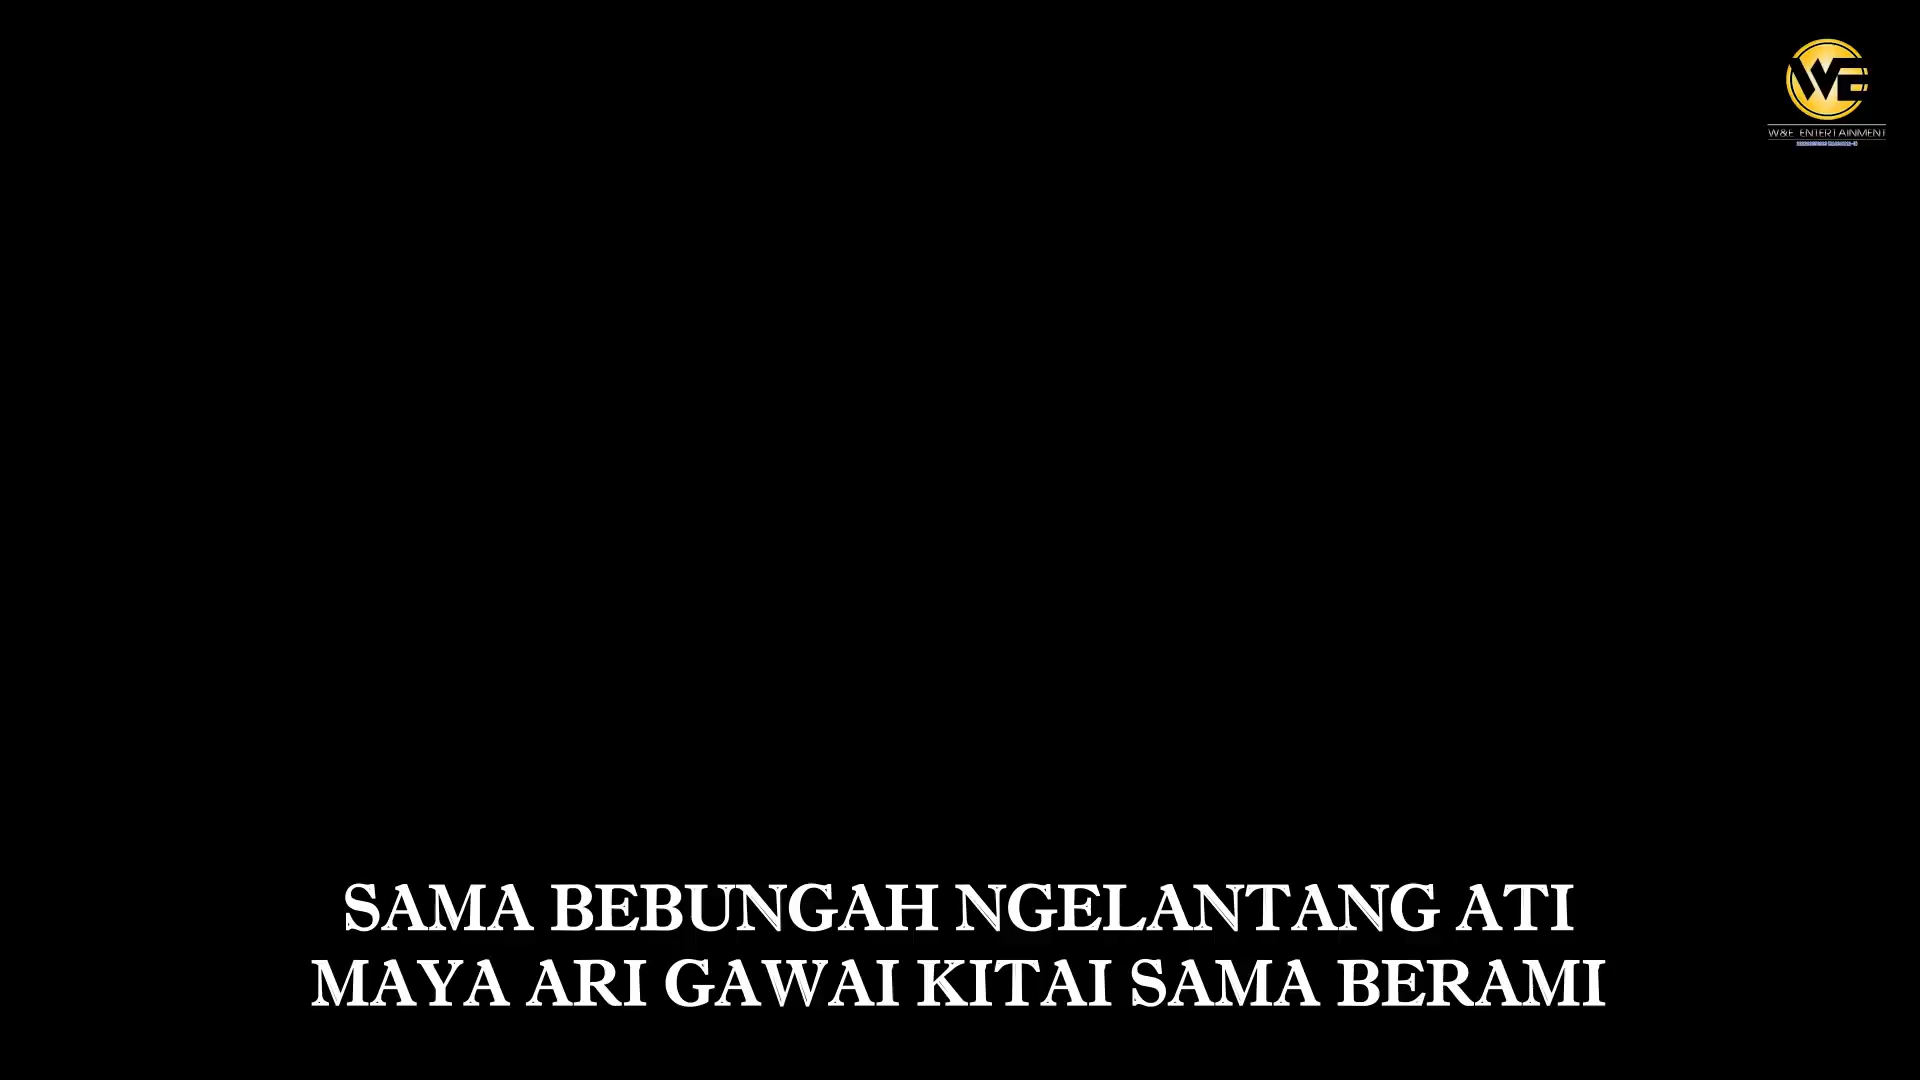 W&E ENTERTAINMENT
SAMA BEBUNGAH NGELANTANG ATI
MAYA ARI GAWAI KITAI SAMA BERAMI